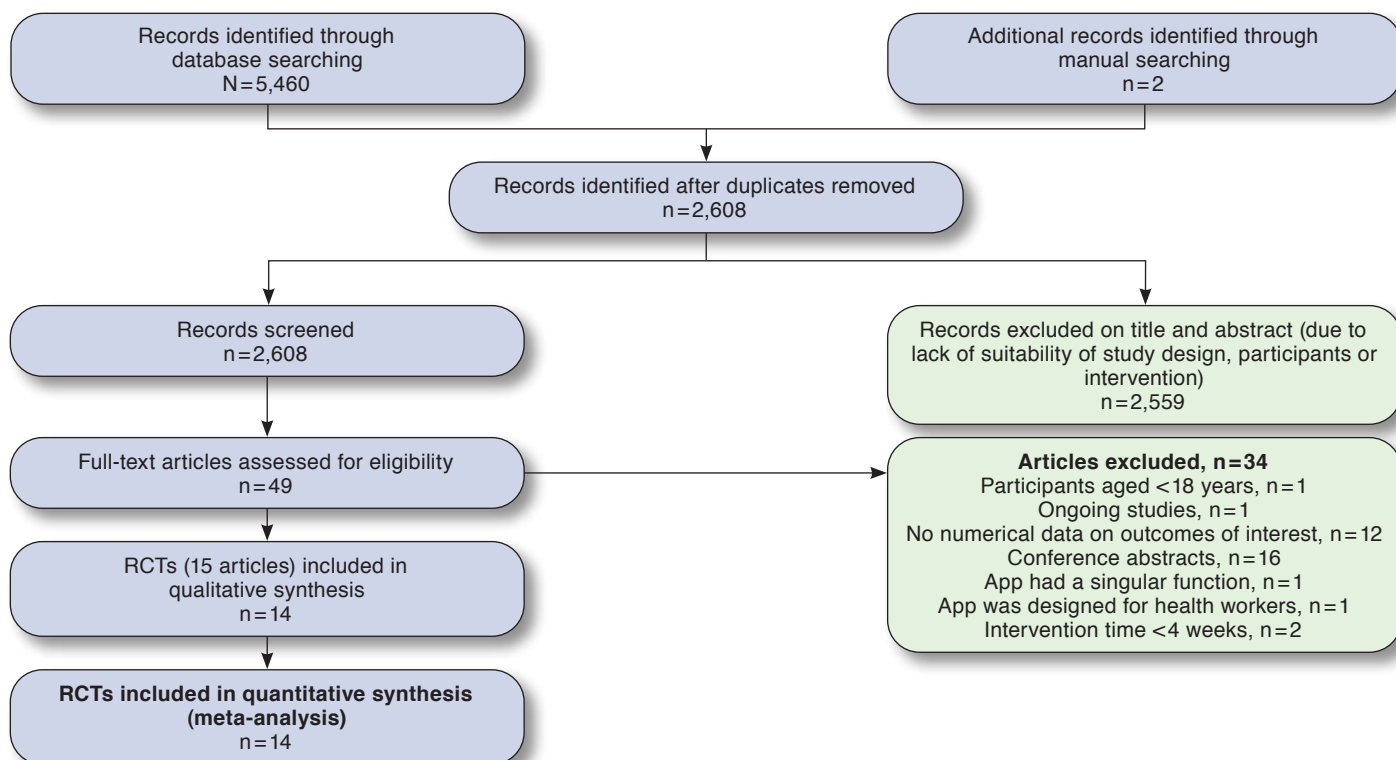 Records identified through
database searching
N=5,460
Additional records identified through
manual searching
n=2
Records identified after duplicates removed
n=2,608
Records screened
n=2,608
Records excluded on title and abstract (due to
lack of suitability of study design, participants or
intervention)
n=2,559
Full-text articles assessed for eligibility
n=49
Articles excluded, n=34
Participants aged <18 years, n=1
Ongoing studies, n=1
No numerical data on outcomes of interest, n=12
Conference abstracts, n=16
App had a singular function, n=1
App was designed for health workers, n=1
Intervention time <4 weeks, n=2
RCTs (15 articles) included in
qualitative synthesis
n=14
RCTs included in quantitative synthesis
(meta-analysis)
n=14